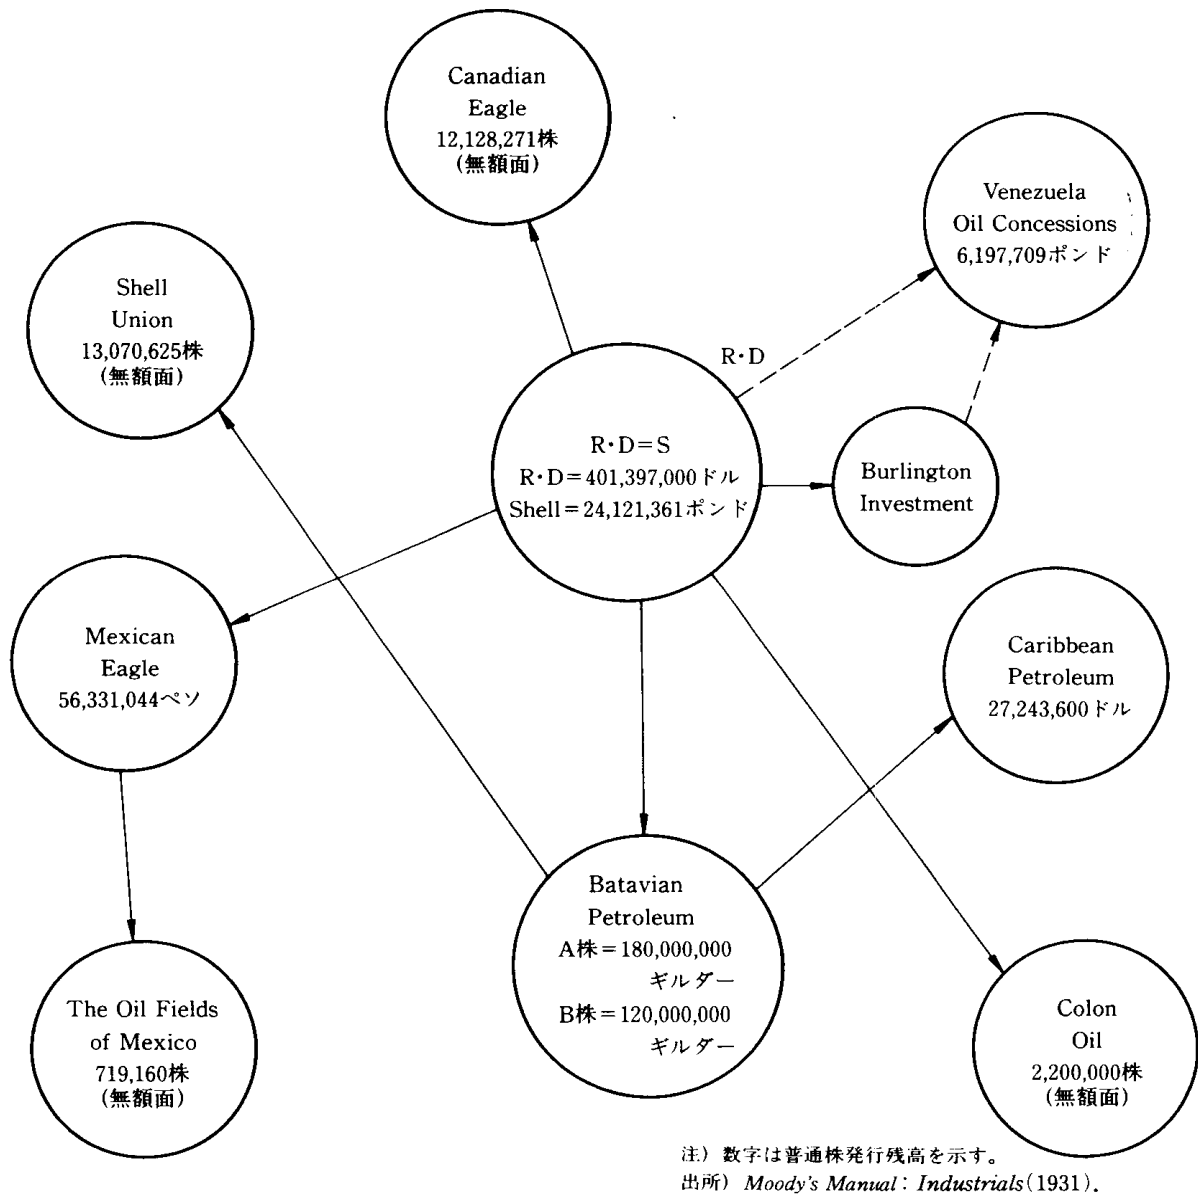 Canadian
Eagle
12,128,271株
(無額面)
Venezuela
Oil Concessions
6,197,709ポンド
Shell
Union
13,070,625株
(無額面)
R・D
R・D=S
R・D=401,397,000ドル
Shell=24,121,361ポンド
Burlington
Investment
Mexican
Eagle
56,331,044ペソ
Caribbean
Petroleum
27,243,600ドル
Batavian
Petroleum
A株=180,000,000
ギルダー
B株=120,000,000
ギルダー
The Oil Fields
of Mexico
719,160株
(無額面)
Colon
Oil
2,200,000株
(無額面)
注) 数字は普通株発行残高を示す。
出所) Moody's Manual: Industrials(1931).